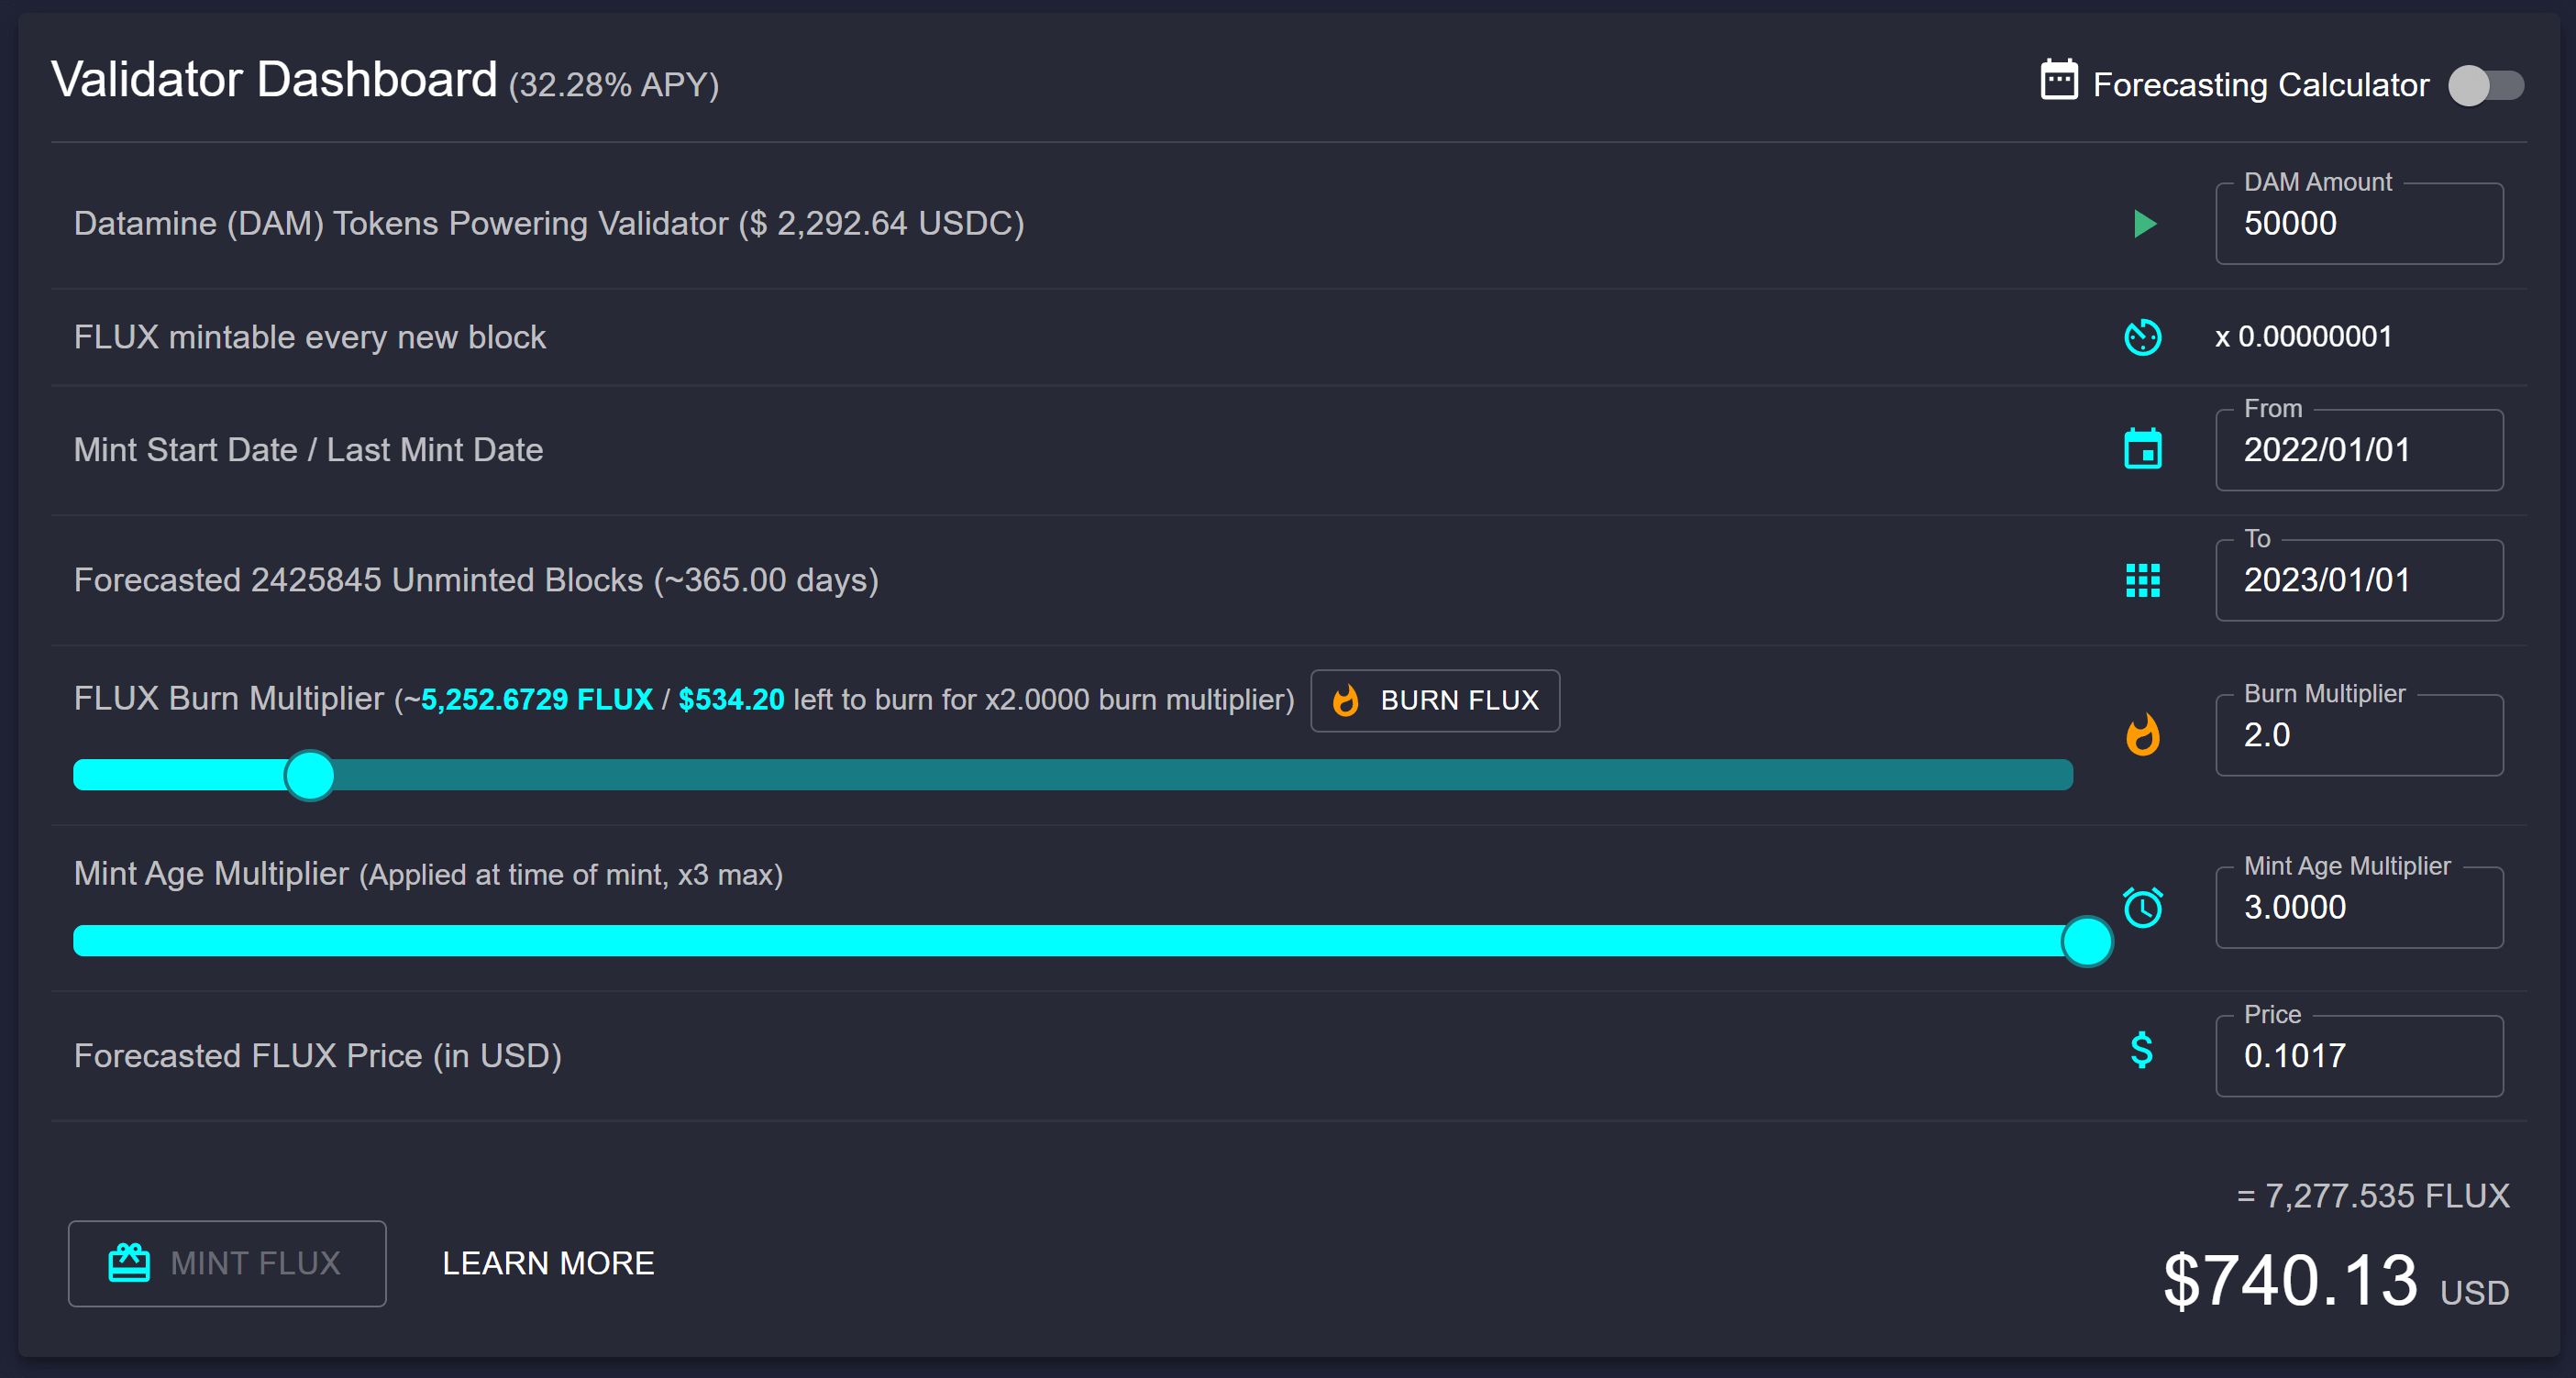 Validator Dashboard (32.28% APY)
Forecasting Calculator
Datamine (DAM) Tokens Powering Validator ($ 2,292.64 USDC)
DAM Amount
50000
FLUX mintable every new block
x 0.00000001
Mint Start Date / Last Mint Date
From
2022/01/01
Forecasted 2425845 Unminted Blocks (~365.00 days)
To
2023/01/01
FLUX Burn Multiplier (~5,252.6729 FLUX / $534.20 left to burn for x2.0000 burn multiplier)
BURN FLUX
Burn Multiplier
2.0
Mint Age Multiplier (Applied at time of mint, x3 max)
Mint Age Multiplier
3.0000
Forecasted FLUX Price (in USD)
Price
0.1017
= 7,277.535 FLUX
MINT FLUX
LEARN MORE
$740.13 USD